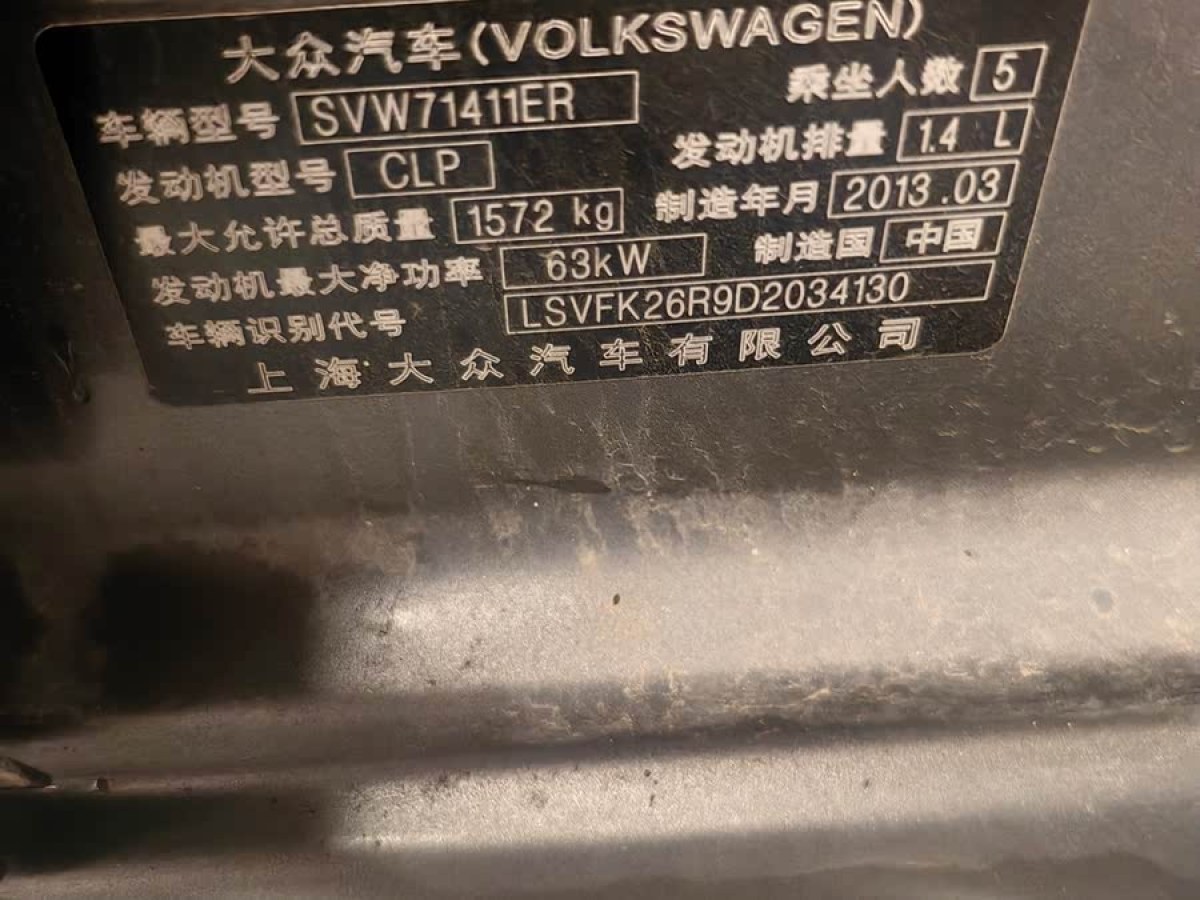 大众汽车(VOLKSWAGEN)
车辆型号 SVW71411ER 乘坐人数 5
发动机型号 CLP 发动机排量 1.4 L
最大允许总质量 1572 kg 制造年月 2013.03
发动机最大净功率 63kW 制造国 中国
车辆识别代号 LSVFK26R9D2034130
上海大众汽车有限公司